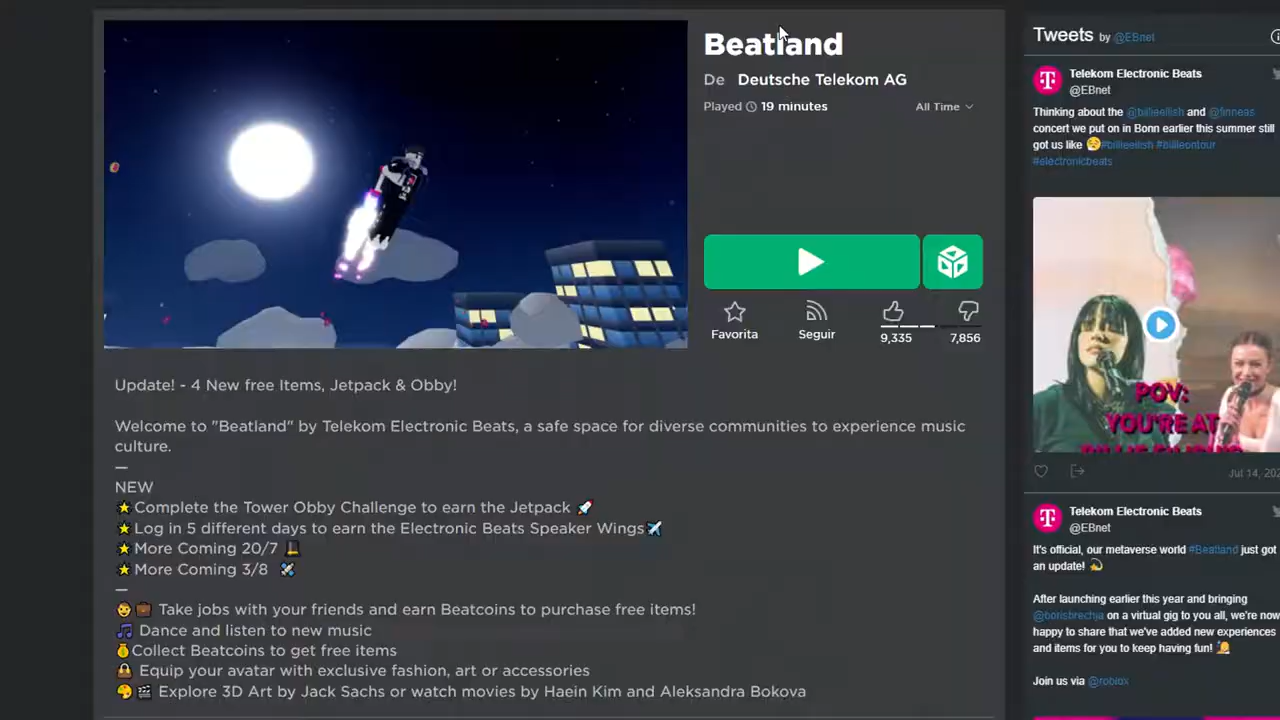 Beatland
De Deutsche Telekom AG
Played 19 minutes
All Time
Favorita
Seguir
9,335
7,856
Update! - 4 New free Items, Jetpack & Obby!
Welcome to "Beatland" by Telekom Electronic Beats, a safe space for diverse communities to experience music
culture.
—
NEW
⭐Complete the Tower Obby Challenge to earn the Jetpack 🚀
⭐Log in 5 different days to earn the Electronic Beats Speaker Wings✈️
⭐More Coming 20/7 🎩
⭐More Coming 3/8 🛰️
—
👨💼 Take jobs with your friends and earn Beatcoins to purchase free items!
🎵 Dance and listen to new music
💰Collect Beatcoins to get free items
👜 Equip your avatar with exclusive fashion, art or accessories
🎨 🎬 Explore 3D Art by Jack Sachs or watch movies by Haein Kim and Aleksandra Bokova
Tweets by @EBnet
Telekom Electronic Beats
@EBnet
Thinking about the @billieeilish and @finneas
concert we put on in Bonn earlier this summer still
got us like 😮‍💨#billieeilish #billieontour
#electronicbeats
POV:
YOU'RE AT
Jul 14,
Telekom Electronic Beats
@EBnet
It's official, our metaverse world #Beatland just got
an update!
After launching earlier this year and bringing
@borisbrechja on a virtual gig to you all, we're now
happy to share that we've added new experiences
and items for you to keep having fun!
Join us via @roblox